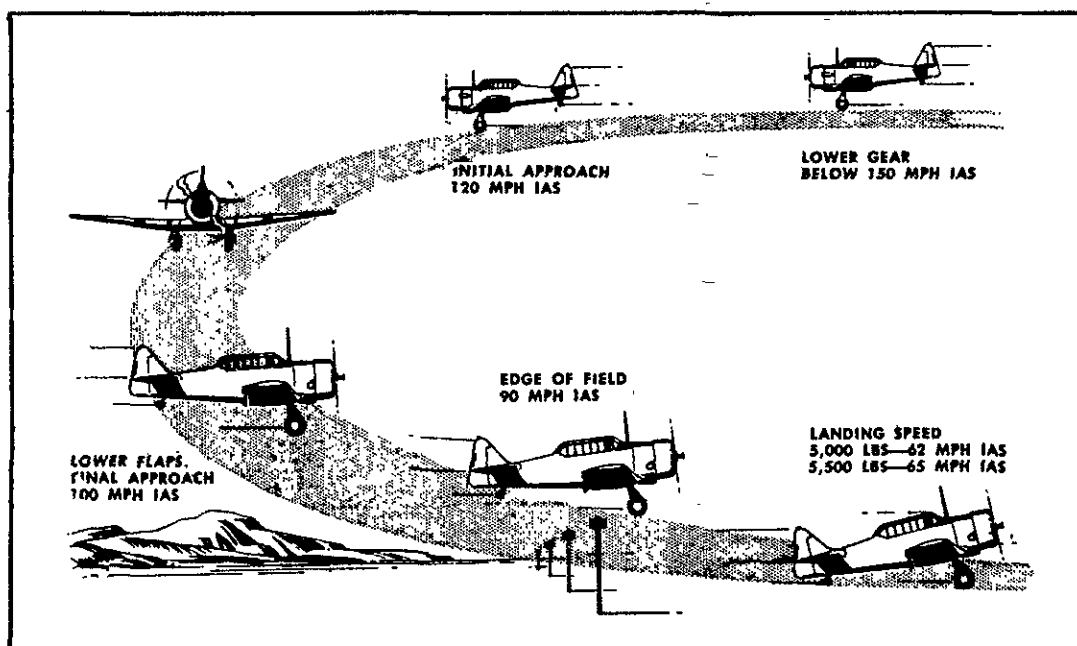 INITIAL APPROACH
120 MPH IAS
LOWER GEAR
BELOW 150 MPH IAS
EDGE OF FIELD
90 MPH IAS
LOWER FLAPS.
FINAL APPROACH
100 MPH IAS
LANDING SPEED
5,000 LBS—62 MPH IAS
5,500 LBS—65 MPH IAS